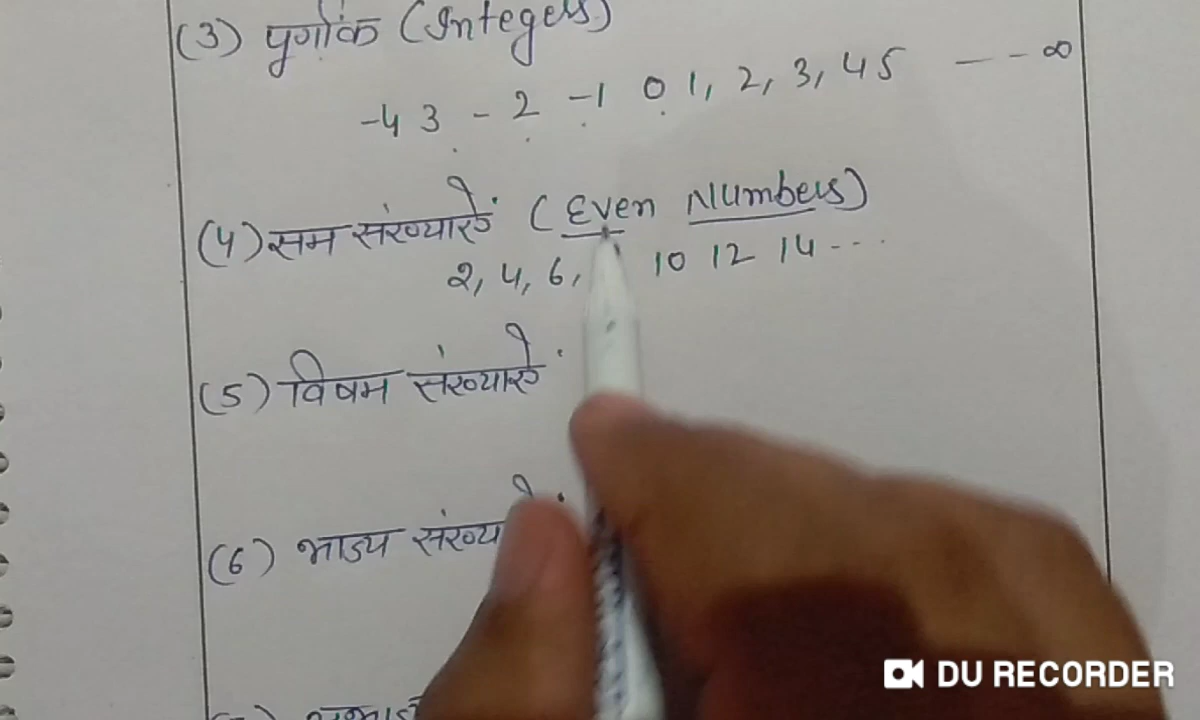 (3) पूर्णांक (Integers)
-4 3 - 2 -1 0 1, 2, 3, 4 5 - - ∞
(4) सम संख्याऐं (Even Numbers)
2, 4, 6, 10 12 14 ---
(5) विषम संख्याऐं
(6) भाज्य
DU RECORDER